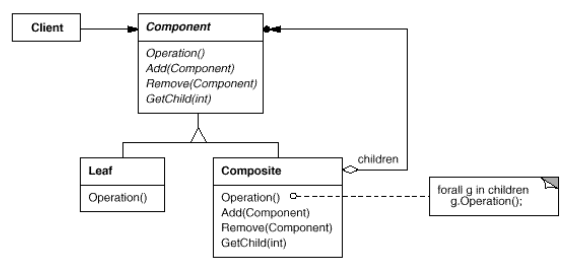 Client
Component
Operation()
Add(Component)
Remove(Component)
GetChild(int)
Leaf
Operation()
Composite
Operation()
Add(Component)
Remove(Component)
GetChild(int)
children
forall g in children
g.Operation();